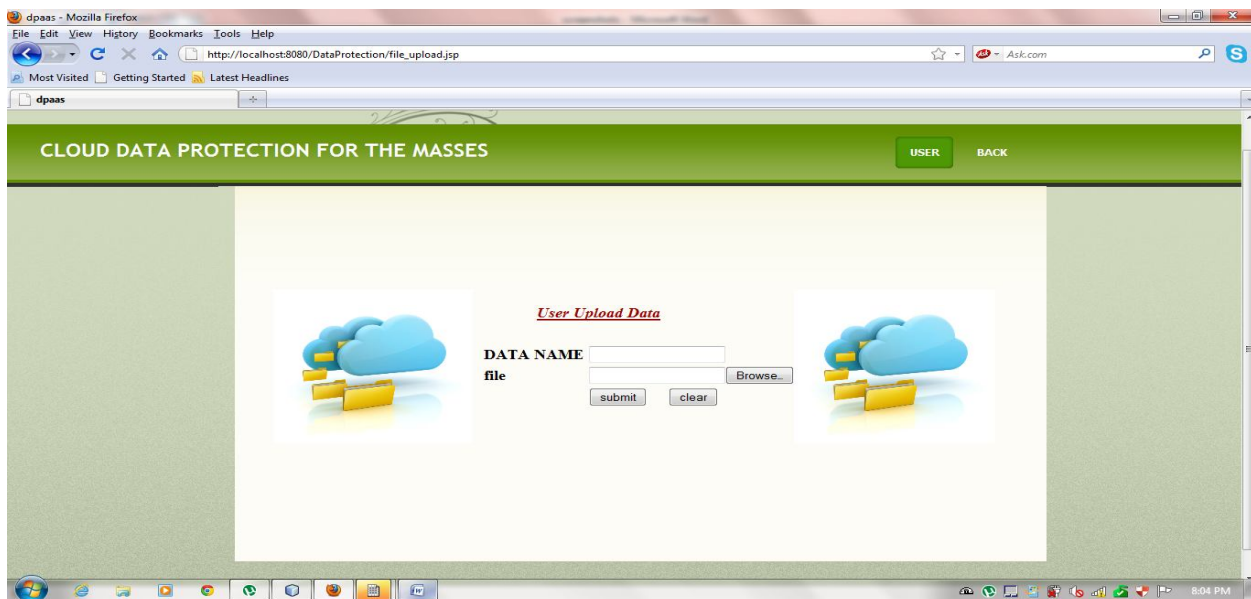 dpaas - Mozilla Firefox
File Edit View History Bookmarks Tools Help
http://localhost:8080/DataProtection/file_upload.jsp
Ask.com
Most Visited Getting Started Latest Headlines
dpaas
CLOUD DATA PROTECTION FOR THE MASSES
USER BACK
User Upload Data
DATA NAME
file Browse...
submit clear
8:04 PM